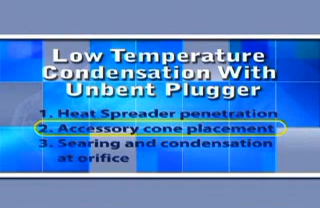 Low Temperature
Condensation With
Unbent Plugger
1. Heat Spreader penetration
2. Accessory cone placement
3. Searing and condensation
at orifice